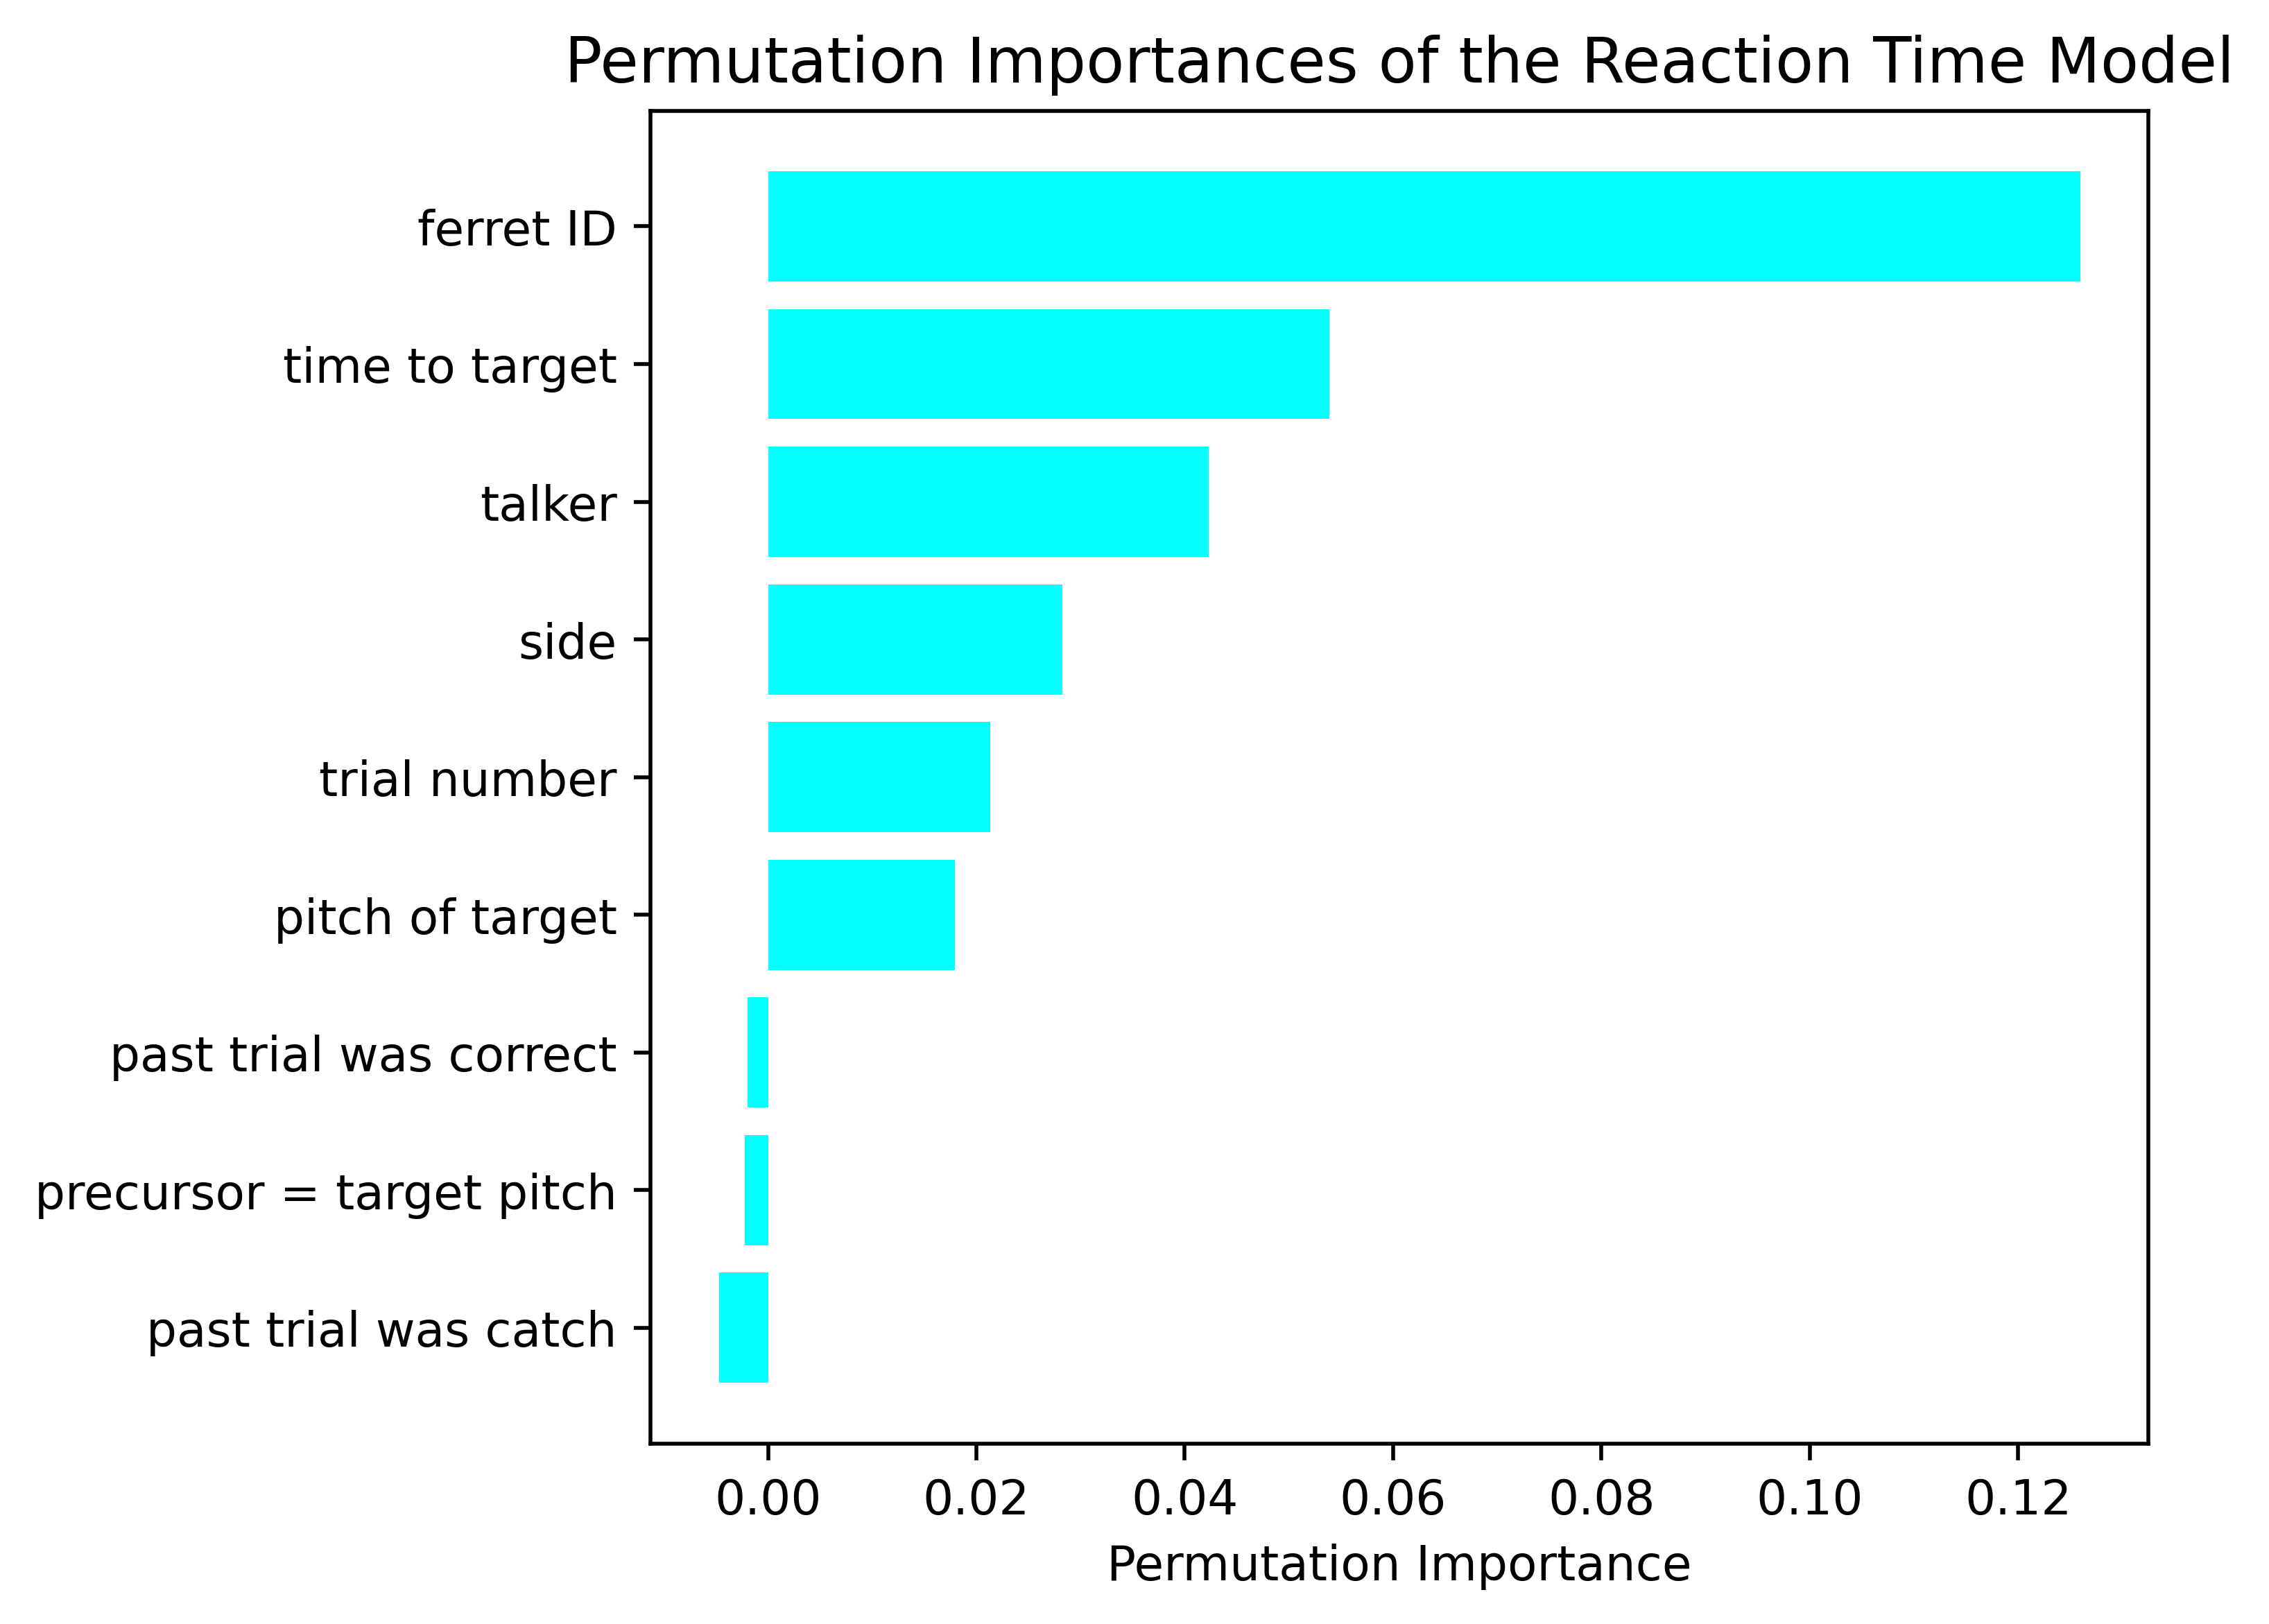 Permutation Importances of the Reaction Time Model
ferret ID
time to target
talker
side
trial number
pitch of target
past trial was correct
precursor = target pitch
past trial was catch
0.00 0.02 0.04 0.06 0.08 0.10 0.12
Permutation Importance